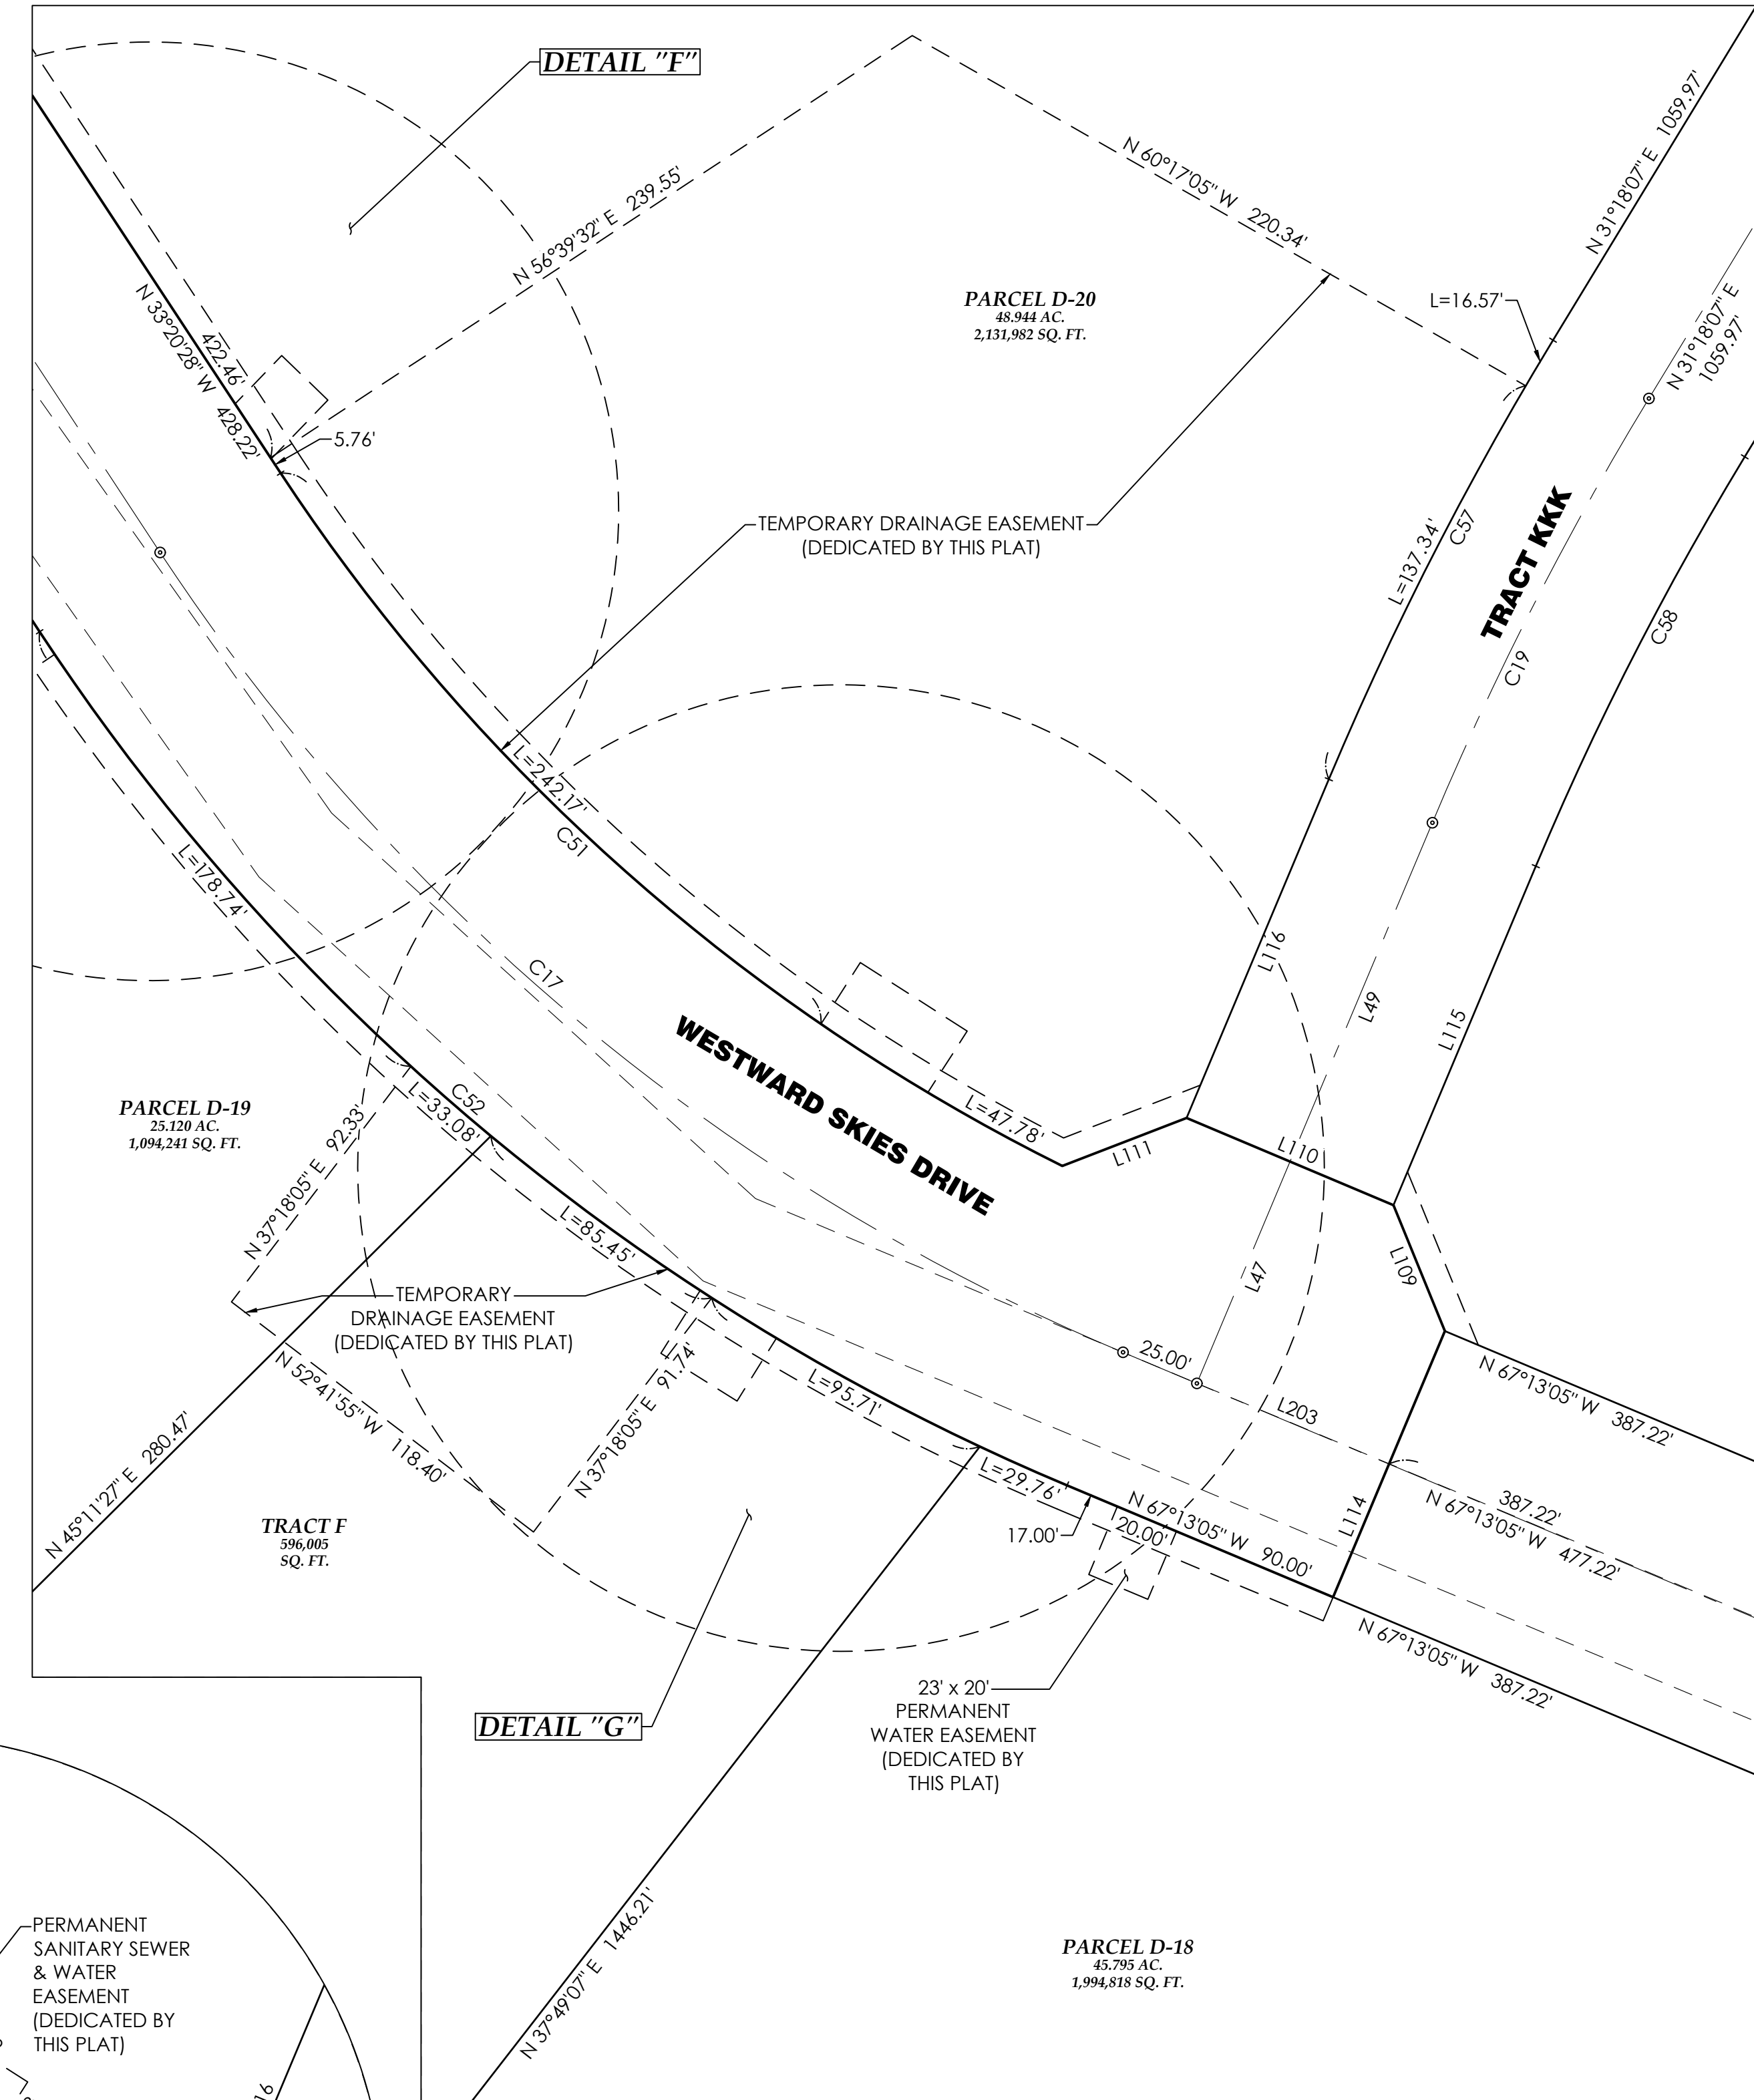 DETAIL "F"
N 31°18'07" E 1059.97'
N 60°17'05" W 220.34'
N 56°39'32" E 239.55'
PARCEL D-20
48.944 AC.
2,131,982 SQ. FT.
L=16.57'
N 31°18'07" E
1059.97'
422.46'
N 33°20'28" W 428.22'
5.76'
TEMPORARY DRAINAGE EASEMENT
(DEDICATED BY THIS PLAT)
L=137.34'
C57
TRACT KKK
C58
C19
L=242.17'
C51
L=178.74'
C17
L116
L49
L115
WESTWARD SKIES DRIVE
PARCEL D-19
25.120 AC.
1,094,241 SQ. FT.
C52
L=33.08'
L=47.78'
L111
L110
N 37°18'05" E 92.33'
L=85.45'
L109
L47
TEMPORARY
DRAINAGE EASEMENT
(DEDICATED BY THIS PLAT)
25.00'
N 52°41'55" W 118.40'
N 37°18'05" E 91.74'
L=95.71'
L203
N 67°13'05" W 387.22'
N 45°11'27" E 280.47'
L=29.76'
17.00'
20.00'
N 67°13'05" W 90.00'
L114
387.22'
N 67°13'05" W 477.22'
TRACT F
596,005
SQ. FT.
N 67°13'05" W 387.22'
DETAIL "G"
23' x 20'
PERMANENT
WATER EASEMENT
(DEDICATED BY
THIS PLAT)
N 37°49'07" E 1446.21'
PERMANENT
SANITARY SEWER
& WATER
EASEMENT
(DEDICATED BY
THIS PLAT)
PARCEL D-18
45.795 AC.
1,994,818 SQ. FT.
16